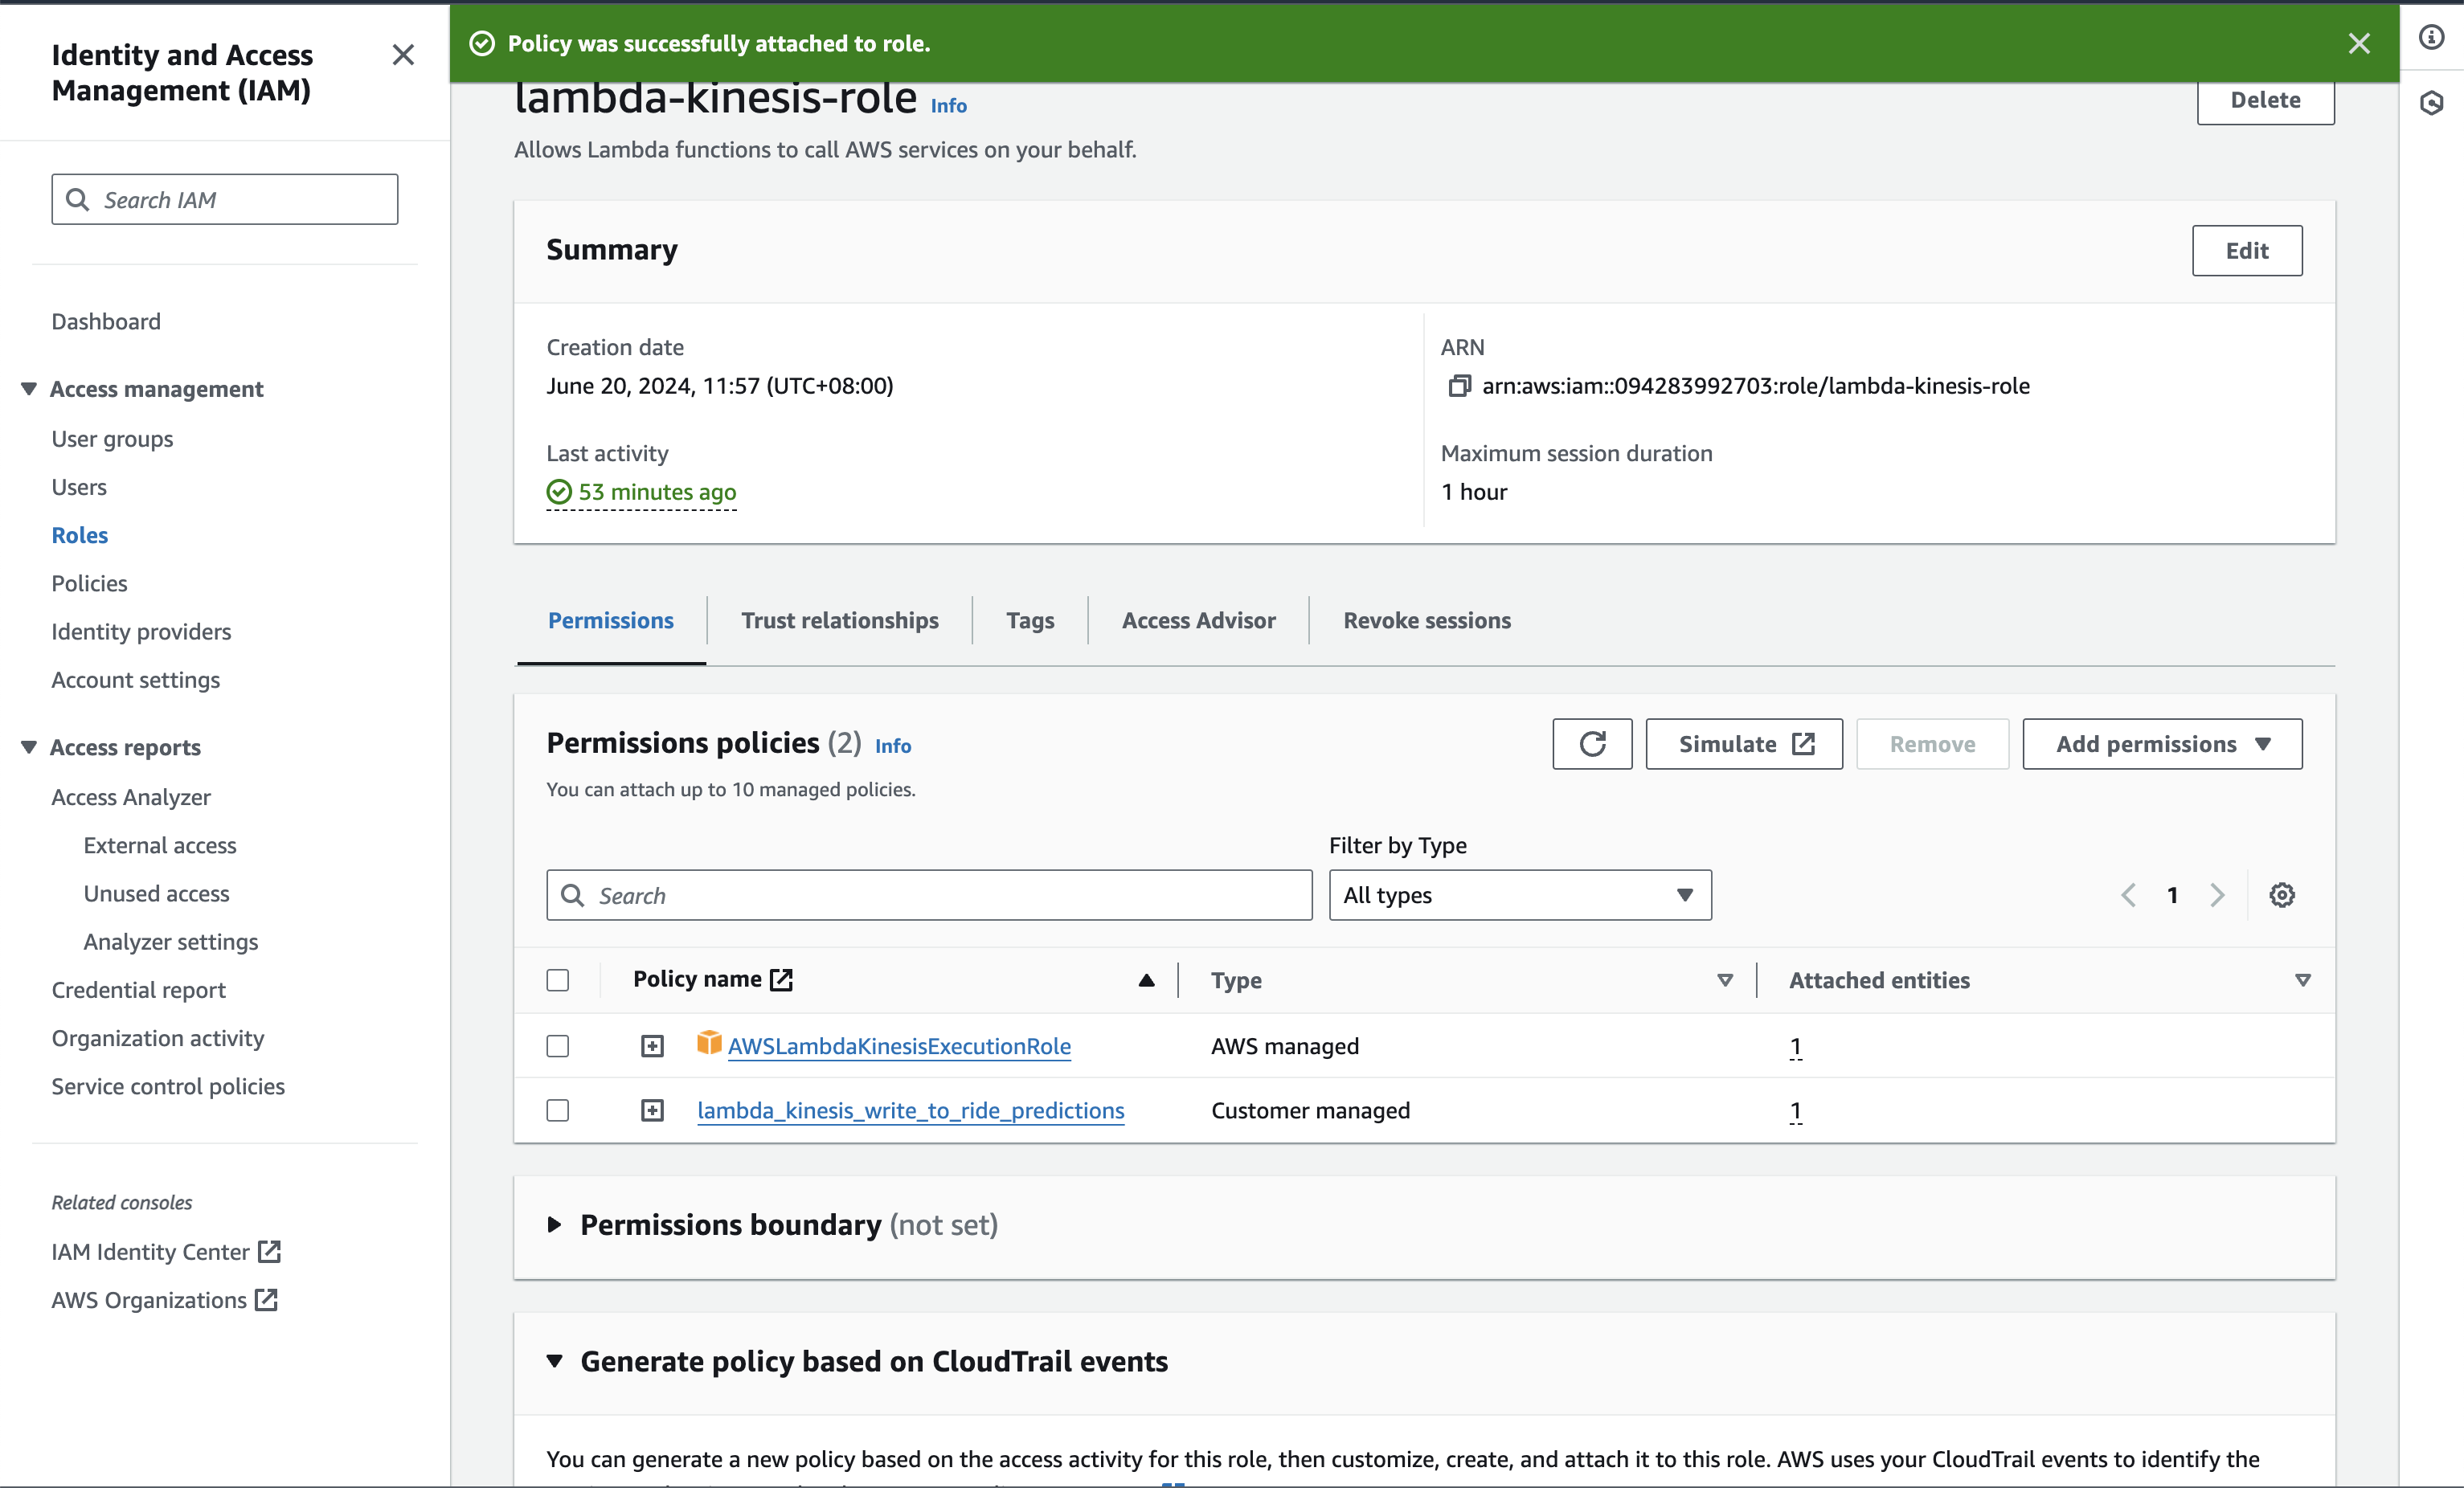 Identity and Access
Management (IAM)
Search IAM
Dashboard
Access management
User groups
Users
Roles
Policies
Identity providers
Account settings
Access reports
Access Analyzer
External access
Unused access
Analyzer settings
Credential report
Organization activity
Service control policies
Related consoles
IAM Identity Center
AWS Organizations
Policy was successfully attached to role.
lambda-kinesis-role Info
Delete
Allows Lambda functions to call AWS services on your behalf.
Summary
Edit
Creation date
June 20, 2024, 11:57 (UTC+08:00)
ARN
arn:aws:iam::094283992703:role/lambda-kinesis-role
Last activity
53 minutes ago
Maximum session duration
1 hour
Permissions Trust relationships Tags Access Advisor Revoke sessions
Permissions policies (2) Info
Simulate Remove Add permissions
You can attach up to 10 managed policies.
Filter by Type
Search All types 1
Policy name Type Attached entities
AWSLambdaKinesisExecutionRole AWS managed 1
lambda_kinesis_write_to_ride_predictions Customer managed 1
Permissions boundary (not set)
Generate policy based on CloudTrail events
You can generate a new policy based on the access activity for this role, then customize, create, and attach it to this role. AWS uses your CloudTrail events to identify the